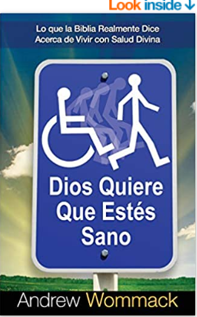 Look inside
Lo que la Biblia Realmente Dice
Acerca de Vivir con Salud Divina
Dios Quiere
Que Estés
Sano
Andrew Wommack